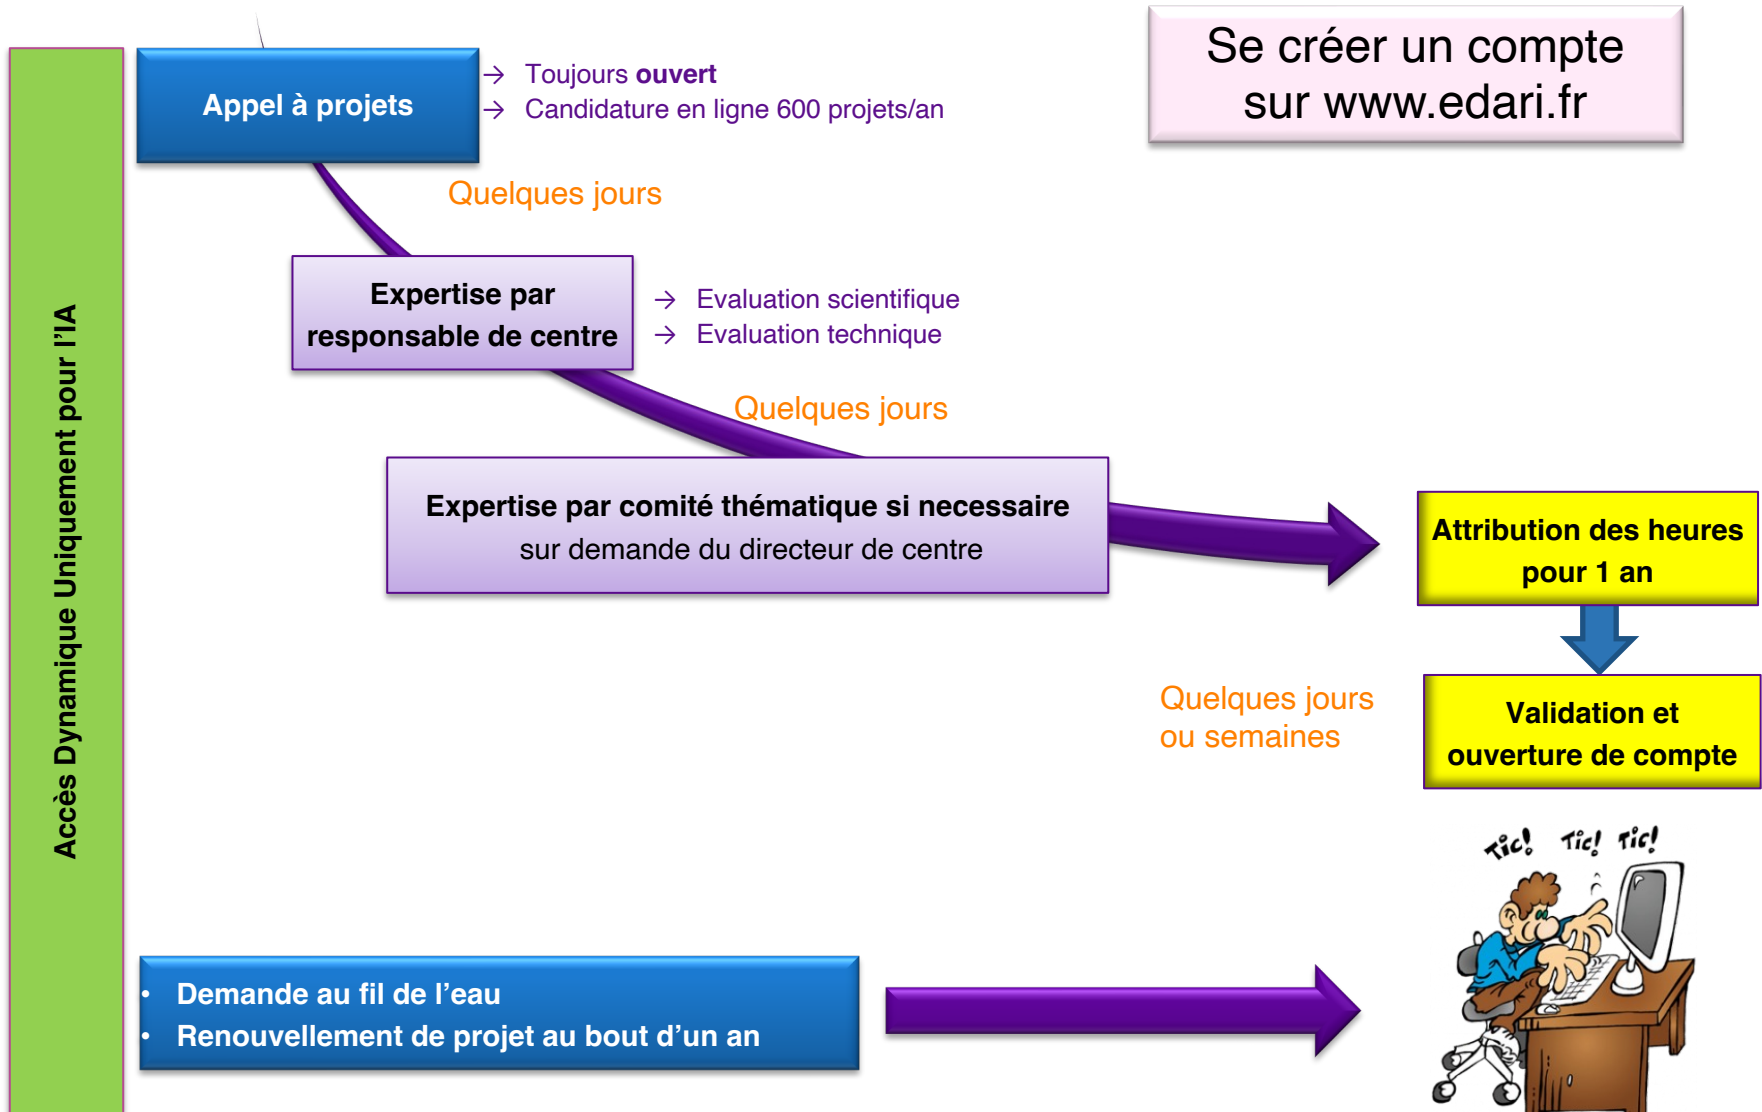 Se créer un compte
sur www.edari.fr
Appel à projets
→ Toujours ouvert
→ Candidature en ligne 600 projets/an
Quelques jours
Expertise par
responsable de centre
→ Evaluation scientifique
→ Evaluation technique
Quelques jours
Accès Dynamique Uniquement pour l'IA
Expertise par comité thématique si necessaire
sur demande du directeur de centre
Attribution des heures
pour 1 an
Quelques jours
ou semaines
Validation et
ouverture de compte
Tic! Tic! Tic!
• Demande au fil de l’eau
• Renouvellement de projet au bout d’un an